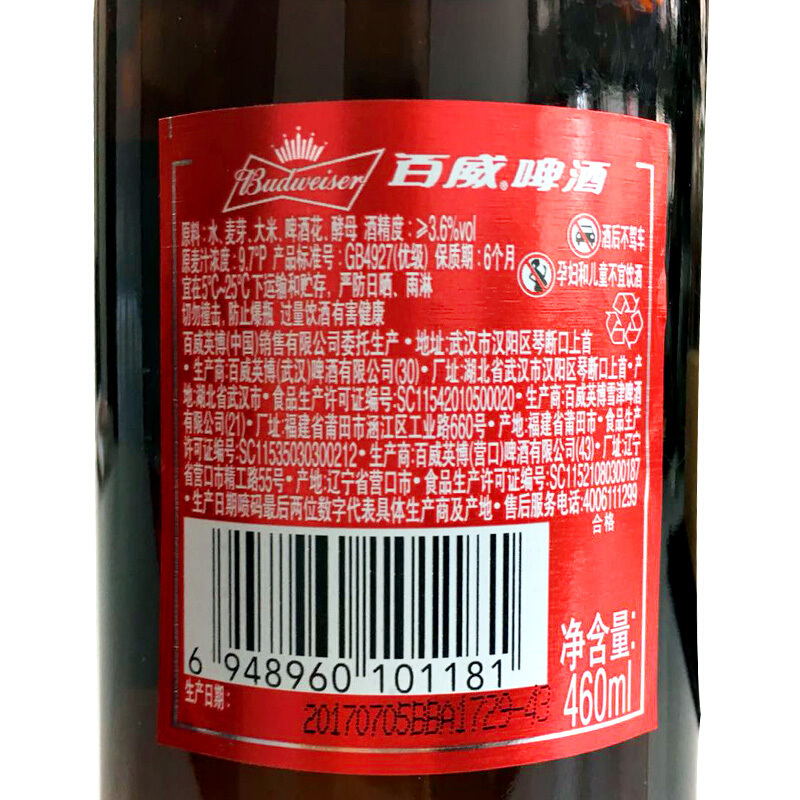 Budweiser 百威®啤酒
原料：水、麦芽、大米、啤酒花、酵母 酒精度：≥3.6%vol
原麦汁浓度：9.7°P 产品标准号：GB4927(优级) 保质期：6个月
酒后不驾车
孕妇和儿童不宜饮酒
宜在5℃-25℃下运输和贮存，严防日晒、雨淋
切勿撞击，防止爆瓶 过量饮酒有害健康
百威英博(中国)销售有限公司委托生产·地址：武汉市汉阳区琴断口上首
·生产商：百威英博(武汉)啤酒有限公司(30)·厂址：湖北省武汉市汉阳区琴断口上首·产
地：湖北省武汉市·食品生产许可证编号：SC11542010500020·生产商：百威英博雪津啤酒
有限公司(21)·厂址：福建省莆田市涵江区工业路660号·产地：福建省莆田市·食品生产
许可证编号：SC11535030300212·生产商：百威英博(营口)啤酒有限公司(43)·厂址：辽宁
省营口市精工路55号·产地：辽宁省营口市·食品生产许可证编号：SC11521080300187
·生产日期喷码最后两位数字代表具体生产商及产地·售后服务电话：4006111299
合格
6 948960 101181
净含量：
460ml
生产日期：
20170705BBA1729-43